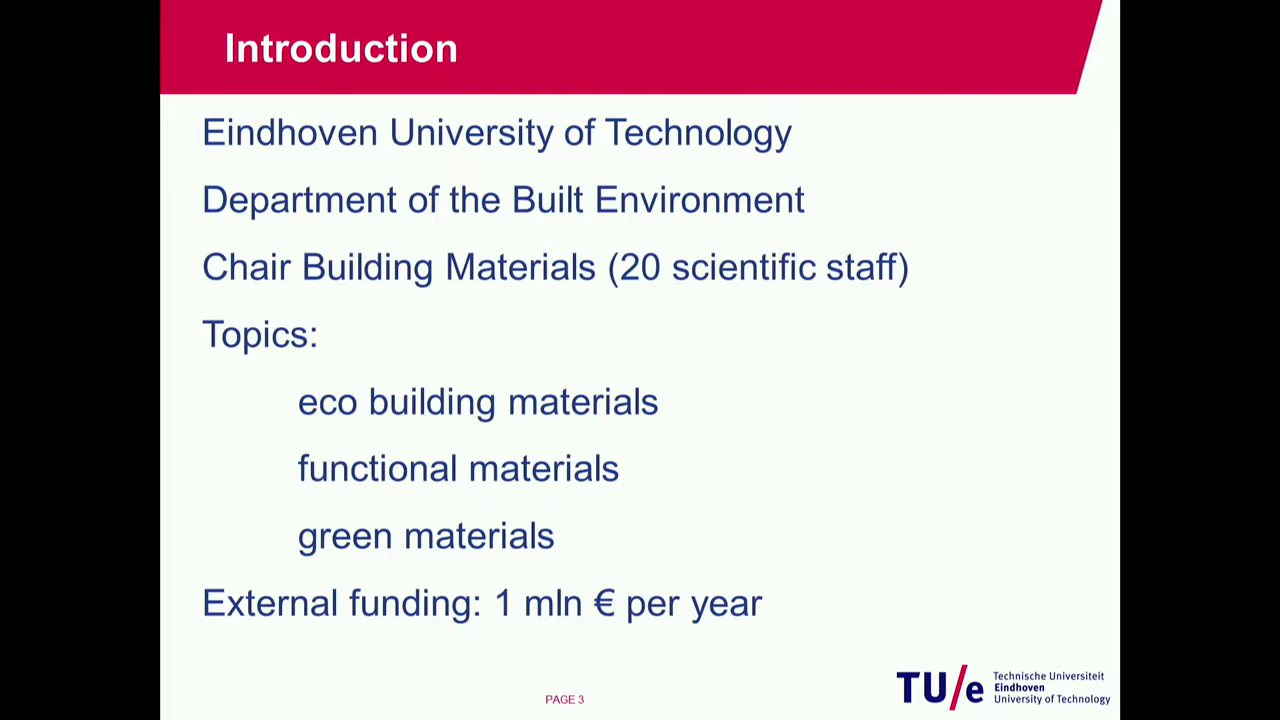 Introduction
Eindhoven University of Technology
Department of the Built Environment
Chair Building Materials (20 scientific staff)
Topics:
eco building materials
functional materials
green materials
External funding: 1 mln € per year
PAGE 3
TU/e
Technische Universiteit
Eindhoven
University of Technology